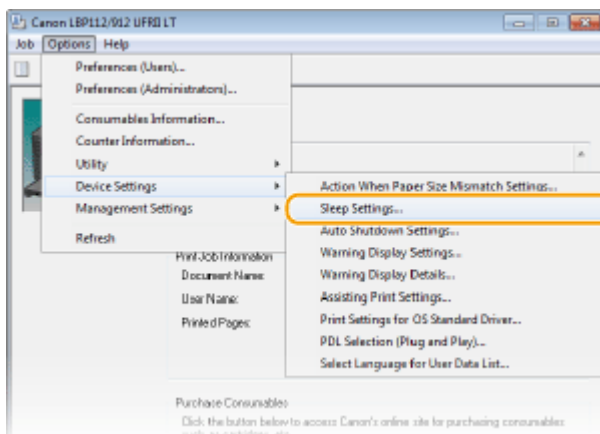 Canon LBP112/912 UFRII LT
Job Options Help
Preferences (Users)...
Preferences (Administrators)...
Consumables Information...
Counter Information...
Utility
Device Settings
Management Settings
Refresh
Action When Paper Size Mismatch Settings...
Sleep Settings...
Auto Shutdown Settings...
Warning Display Settings...
Warning Display Details...
Assisting Print Settings...
Print Settings for OS Standard Driver...
PDL Selection (Plug and Play)...
Select Language for User Data List...
Print Job Information
Document Name:
User Name:
Printed Pages:
Purchase Consumables
Click the button below to access Canon's online site for purchasing consumables